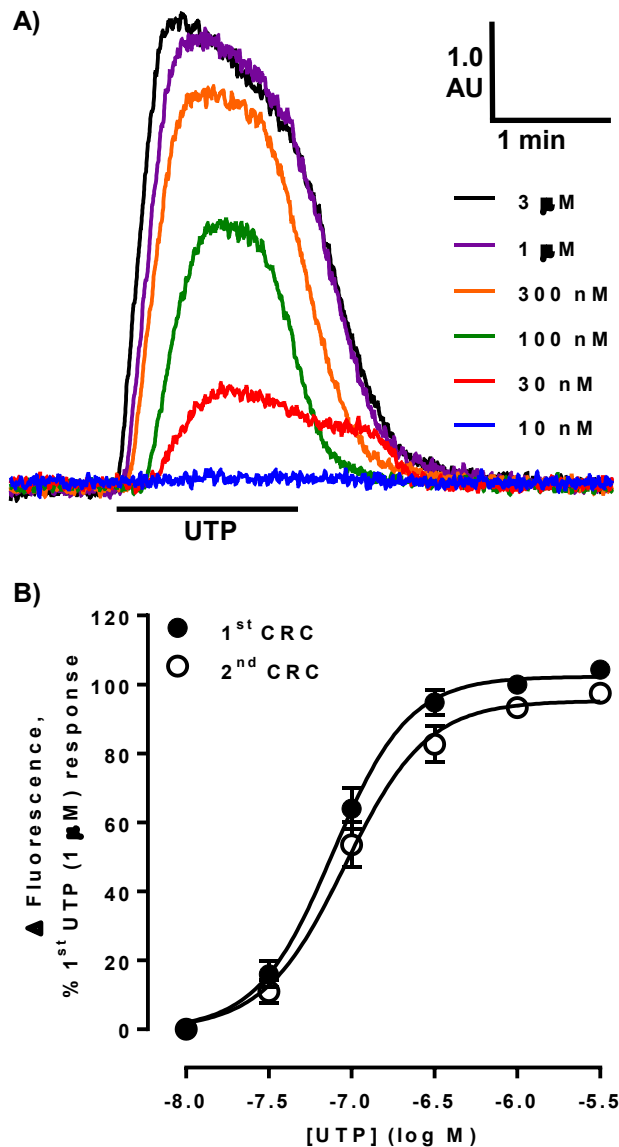 A)
1.0
AU
1 min
3 μM
1 μM
300 nM
100 nM
30 nM
10 nM
UTP
B)
1st CRC
2nd CRC
Δ Fluorescence,
% 1st UTP (1 μM) response
120
100
80
60
40
20
0
-8.0 -7.5 -7.0 -6.5 -6.0 -5.5
[UTP] (log M)